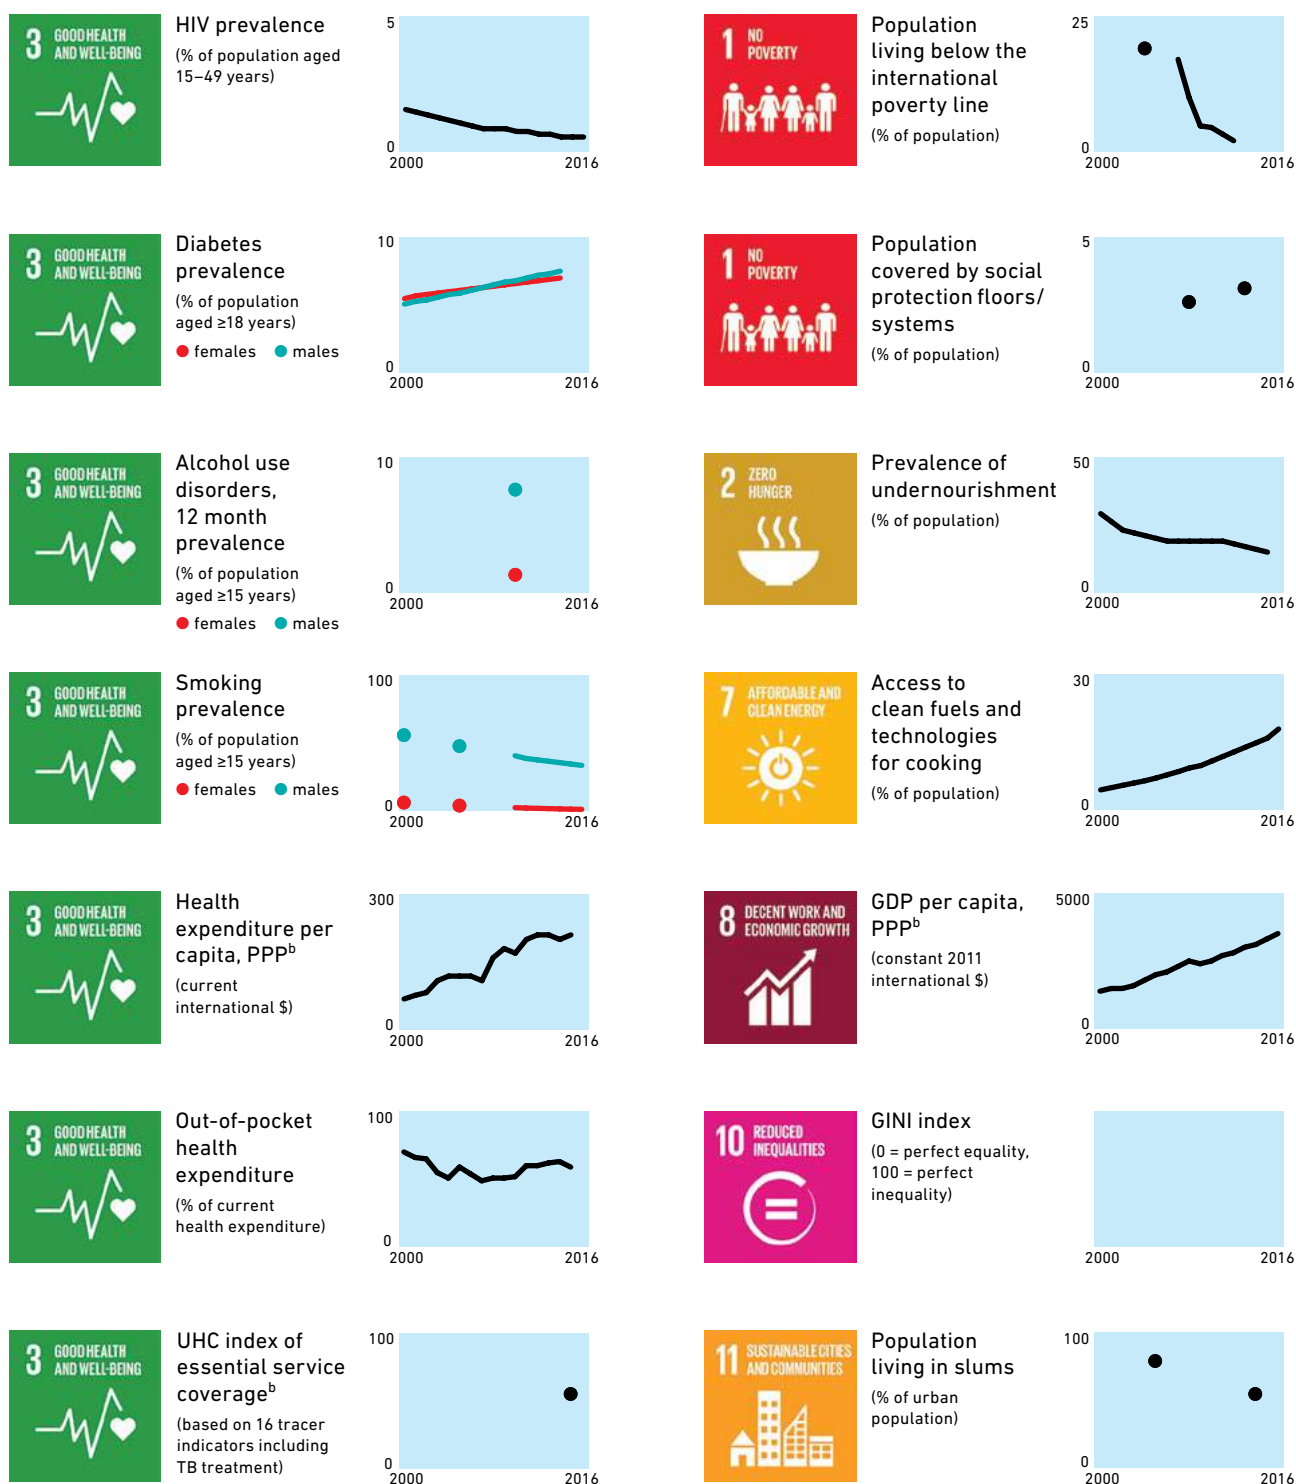 3 GOOD HEALTH
AND WELL-BEING
HIV prevalence
(% of population aged
15–49 years)
5
0
2000 2016
1 NO
POVERTY
Population
living below the
international
poverty line
(% of population)
25
0
2000 2016
3 GOOD HEALTH
AND WELL-BEING
Diabetes
prevalence
(% of population
aged ≥18 years)
females males
10
0
2000 2016
1 NO
POVERTY
Population
covered by social
protection floors/
systems
(% of population)
5
0
2000 2016
3 GOOD HEALTH
AND WELL-BEING
Alcohol use
disorders,
12 month
prevalence
(% of population
aged ≥15 years)
females males
10
0
2000 2016
2 ZERO
HUNGER
Prevalence of
undernourishment
(% of population)
50
0
2000 2016
3 GOOD HEALTH
AND WELL-BEING
Smoking
prevalence
(% of population
aged ≥15 years)
females males
100
0
2000 2016
7 AFFORDABLE AND
CLEAN ENERGY
Access to
clean fuels and
technologies
for cooking
(% of population)
30
0
2000 2016
3 GOOD HEALTH
AND WELL-BEING
Health
expenditure per
capita, PPPᵇ
(current
international $)
300
0
2000 2016
8 DECENT WORK AND
ECONOMIC GROWTH
GDP per capita,
PPPᵇ
(constant 2011
international $)
5000
0
2000 2016
3 GOOD HEALTH
AND WELL-BEING
Out-of-pocket
health
expenditure
(% of current
health expenditure)
100
0
2000 2016
10 REDUCED
INEQUALITIES
GINI index
(0 = perfect equality,
100 = perfect
inequality)
2000 2016
3 GOOD HEALTH
AND WELL-BEING
UHC index of
essential service
coverageᵇ
(based on 16 tracer
indicators including
TB treatment)
100
0
2000 2016
11 SUSTAINABLE CITIES
AND COMMUNITIES
Population
living in slums
(% of urban
population)
100
0
2000 2016